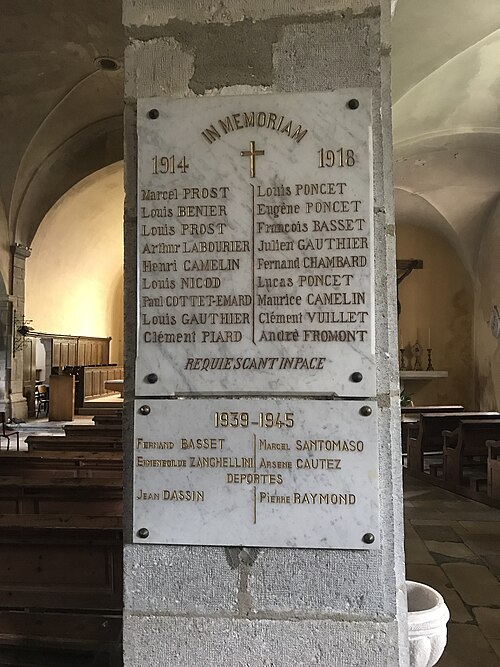 IN MEMORIAM
1914 1918
Marcel PROST
Louis BENIER
Louis PROST
Arthur LABOURIER
Henri CAMELIN
Louis NICOD
Paul COTTET-EMARD
Louis GAUTHIER
Clément PIARD
Louis PONCET
Eugène PONCET
François BASSET
Julien GAUTHIER
Fernand CHAMBARD
Lucas PONCET
Maurice CAMELIN
Clément VUILLET
André FROMONT
REQUIESCANT IN PACE
1939-1945
FERNAND BASSET
ERMENEGILDE ZANGHELLINI
MARCEL SANTOMASO
ARSENE CAUTEZ
DEPORTES
JEAN DASSIN
PIERRE RAYMOND